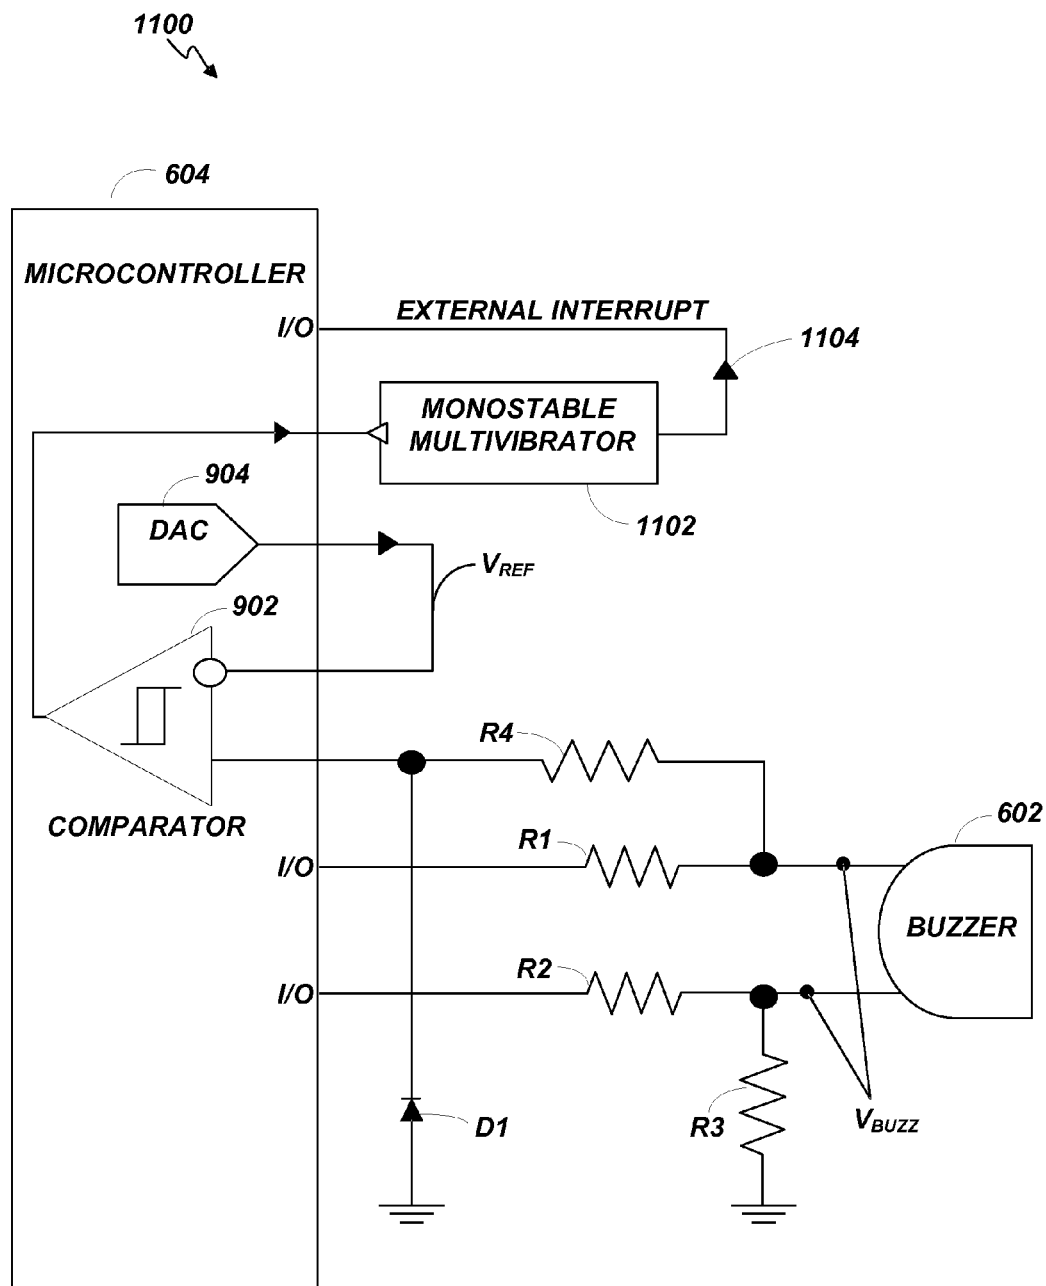 1100
604
MICROCONTROLLER
I/O
EXTERNAL INTERRUPT
1104
MONOSTABLE
MULTIVIBRATOR
904
1102
DAC
VREF
902
R4
COMPARATOR
602
R1
I/O
BUZZER
R2
I/O
D1
R3
VBUZZ